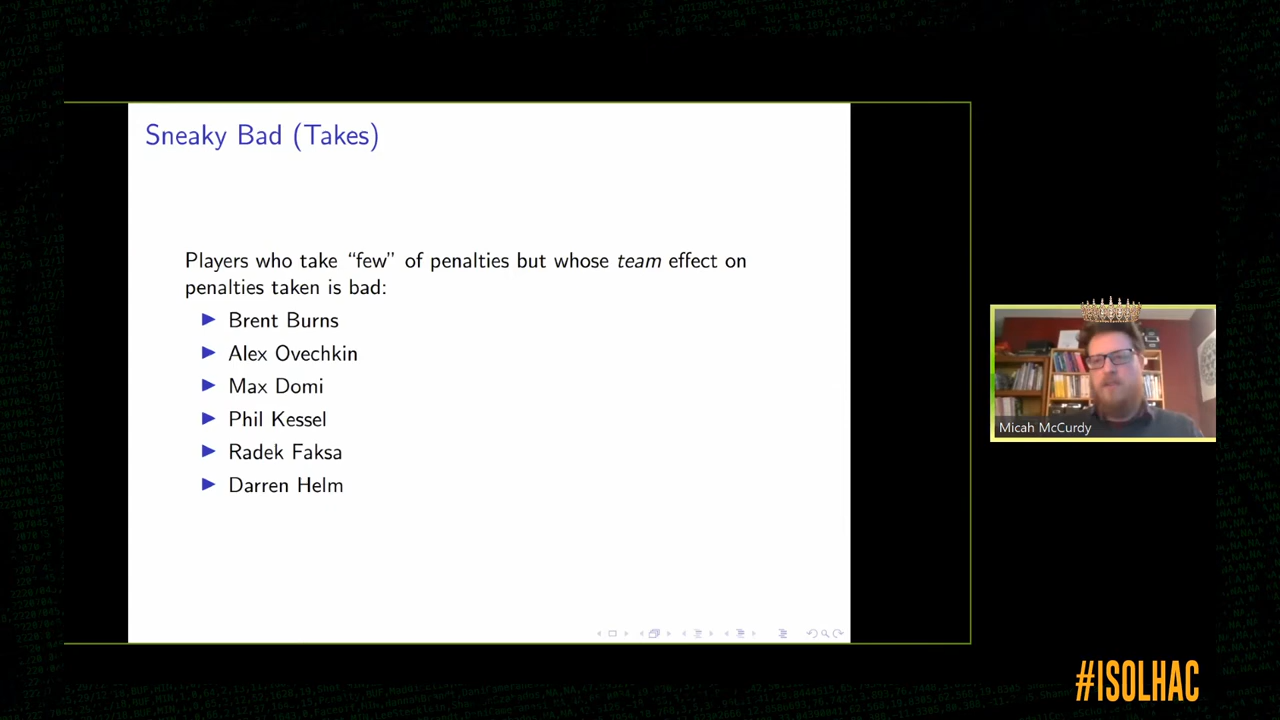 Sneaky Bad (Takes)
Players who take “few” of penalties but whose team effect on
penalties taken is bad:
Brent Burns
Alex Ovechkin
Max Domi
Phil Kessel
Radek Faksa
Darren Helm
Micah McCurdy
#ISOLHAC